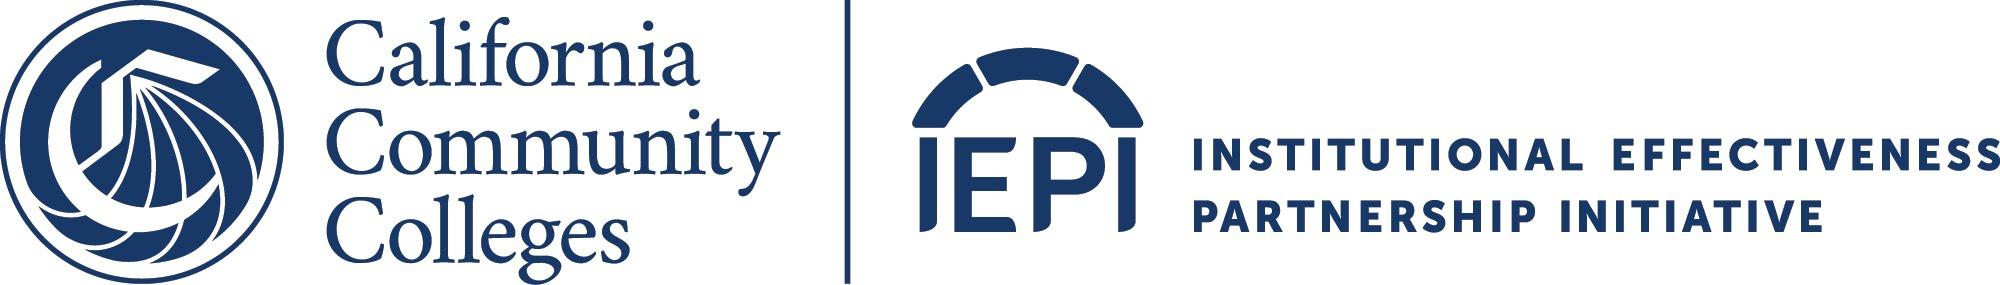 California
Community
Colleges
IEPI
INSTITUTIONAL EFFECTIVENESS
PARTNERSHIP INITIATIVE